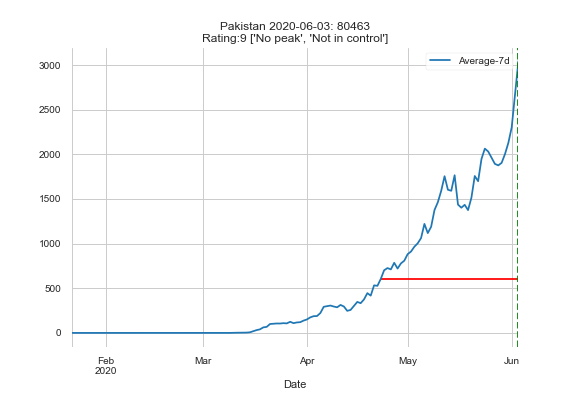 Pakistan 2020-06-03: 80463
Rating:9 ['No peak', 'Not in control']
Average-7d
3000
2500
2000
1500
1000
500
0
Feb
2020
Mar
Apr
May
Jun
Date